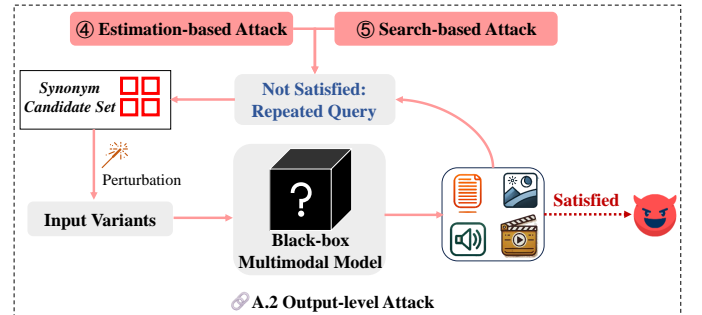 ④ Estimation-based Attack
⑤ Search-based Attack
Synonym
Candidate Set
Not Satisfied:
Repeated Query
Perturbation
Input Variants
?
Black-box
Multimodal Model
Satisfied
A.2 Output-level Attack